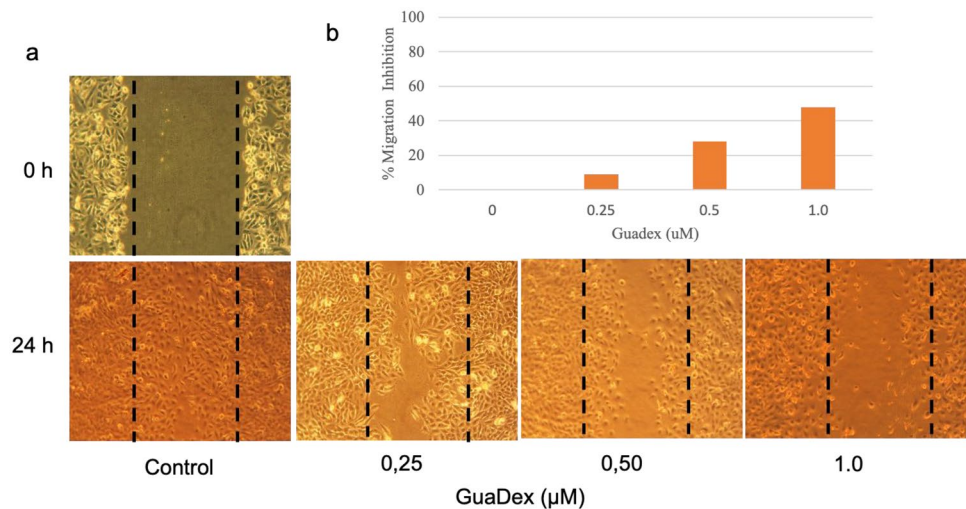 a
b
0 h
24 h
% Migration Inhibition
100
80
60
40
20
0
0
0.25
0.5
1.0
Guadex (uM)
Control
0,25
0,50
1.0
GuaDex (µM)